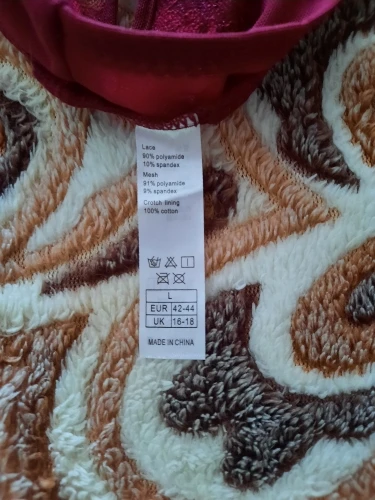 Lace
90% polyamide
10% spandex
Mesh
91% polyamide
9% spandex
Crotch lining
100% cotton
L
EUR 42-44
UK 16-18
MADE IN CHINA